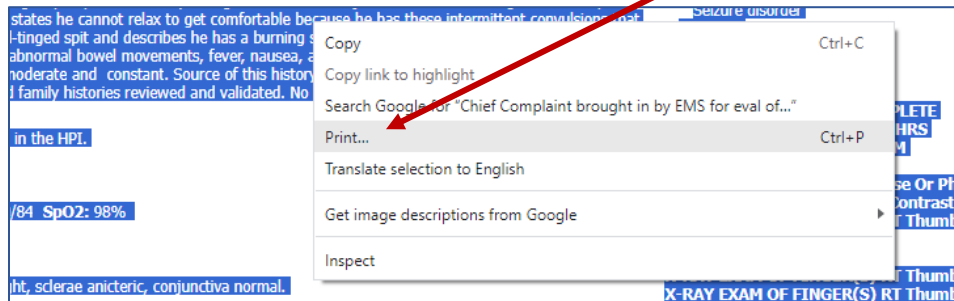 states he cannot relax to get comfortable because he has these intermittent convulsions that
Seizure disorder
-tinged spit and describes he has a burning
abnormal bowel movements, fever, nausea,
moderate and constant. Source of this history
family histories reviewed and validated. No
in the HPI.
/84 SpO2: 98%
ht, sclerae anicteric, conjunctiva normal.
Copy Ctrl+C
Copy link to highlight
Search Google for “Chief Complaint brought in by EMS for eval of...”
Print... Ctrl+P
Translate selection to English
Get image descriptions from Google
Inspect
PLETE
HRS
M
se Or Ph
Contrast
T Thumb
T Thumb
X-RAY EXAM OF FINGER(S) RT Thumb